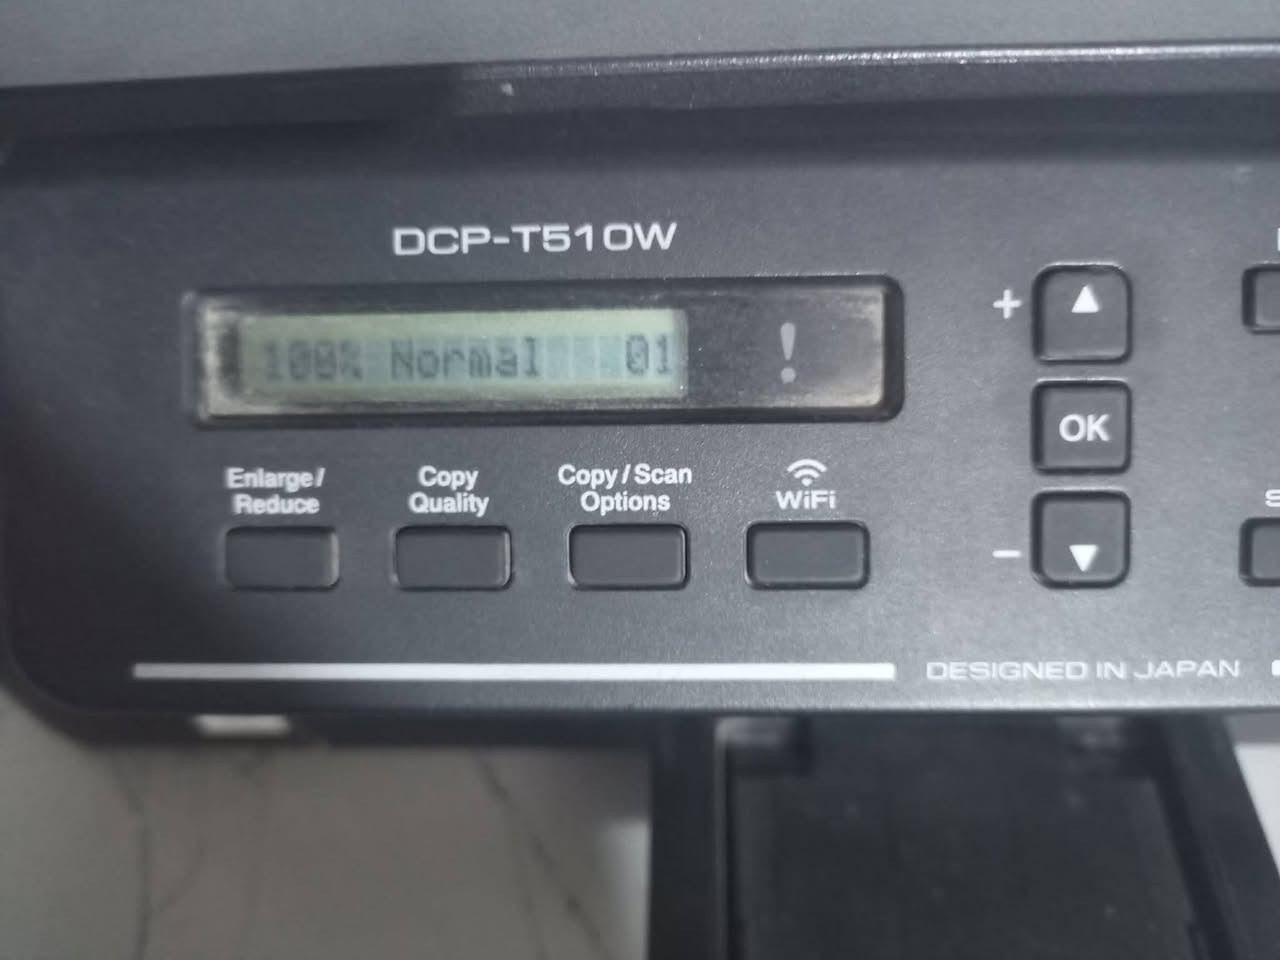 DCP-T510W
100% Normal 01
!
+
▲
OK
Enlarge/
Reduce
Copy
Quality
Copy/Scan
Options
WiFi
-
▼
DESIGNED IN JAPAN